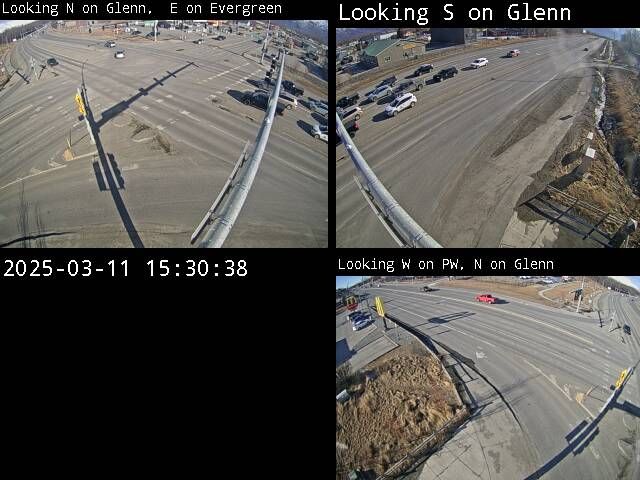 Looking N on Glenn,  E on Evergreen
Looking S on Glenn
2025-03-11 15:30:38
Looking W on PW, N on Glenn